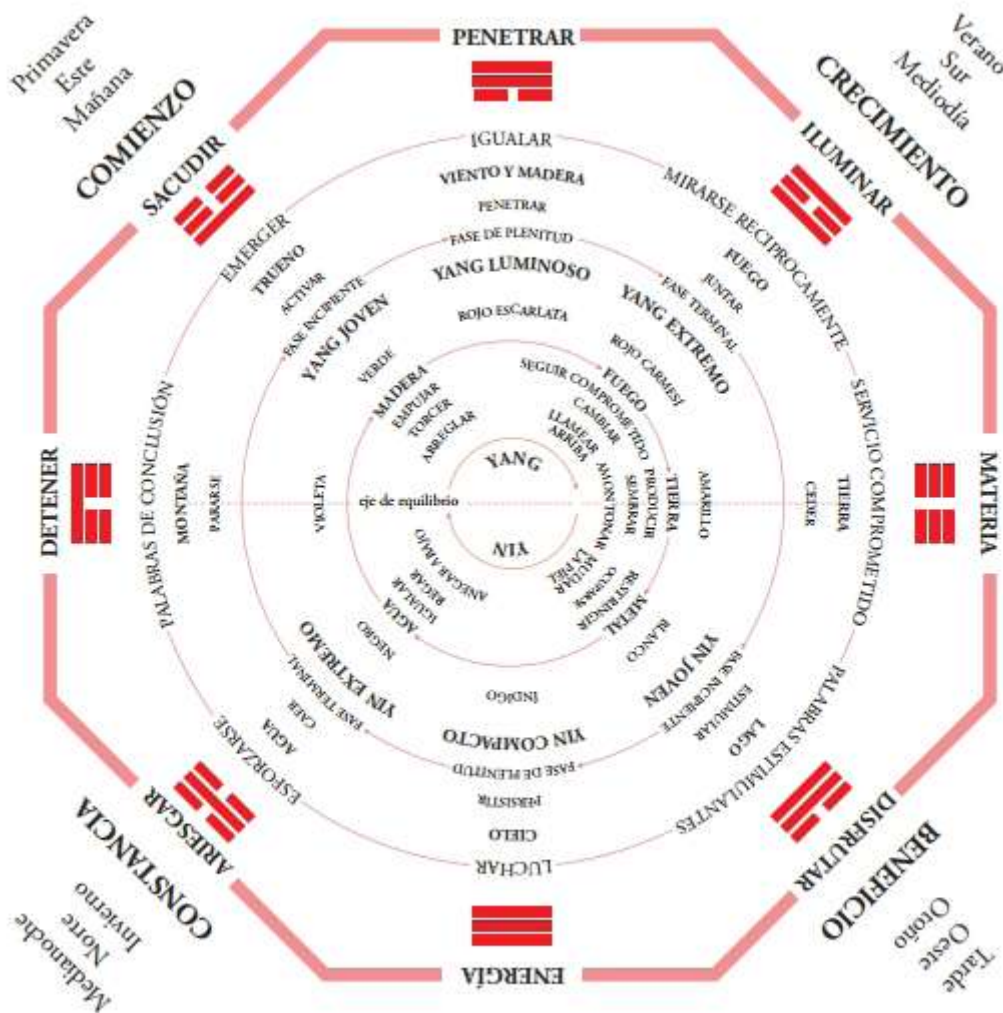 Primavera
Este
Mañana
COMIENZO
SACUDIR
PENETRAR
Verano
Sur
Mediodía
CRECIMIENTO
ILUMINAR
MATERIA
DISFRUTAR
BENEFICIO
Otoño
Oeste
Tarde
ENERGÍA
ARIESGAR
CONSTANCIA
Invierno
Norte
Medianoche
DETENER
EMERGER
IGUALAR
MIRARSE RECIPROCAMENTE
SERVICIO COMPROMETIDO
PALABRAS ESTIMULANTES
LUCHAR
ESFORZARSE
PALABRAS DE CONCLUSIÓN
TRUENO
ACTIVAR
VIENTO Y MADERA
PENETRAR
FUEGO
JUNTAR
TIERRA
CEDER
LAGO
ESTIMULAR
CIELO
PERSISTIR
AGUA
CAER
MONTAÑA
PARARSE
FASE INCIPIENTE
YANG JOVEN
FASE DE PLENITUD
YANG LUMINOSO
FASE TERMINAL
YANG EXTREMO
FASE INCIPIENTE
YIN JOVEN
FASE DE PLENITUD
YIN COMPACTO
FASE TERMINAL
YIN EXTREMO
VERDE
ROJO ESCARLATA
ROJO CARMESÍ
AMARILLO
BLANCO
INDÍGO
NEGRO
VIOLETA
MADERA
EMPUJAR
TORCER
ARREGLAR
FUEGO
SEGUIR COMPROMETIDO
CAMBIAR
LLAMEAR
ARRIBA
TIERRA
PRODUCIR
SEMBRAR
AMONTONAR
METAL
RESTRINGIR
OCUPARSE
MUDAR
LA PIEL
AGUA
IGUALAR
REGAR
ANEGAR ABAJO
YANG
eje de equilibrio
YIN